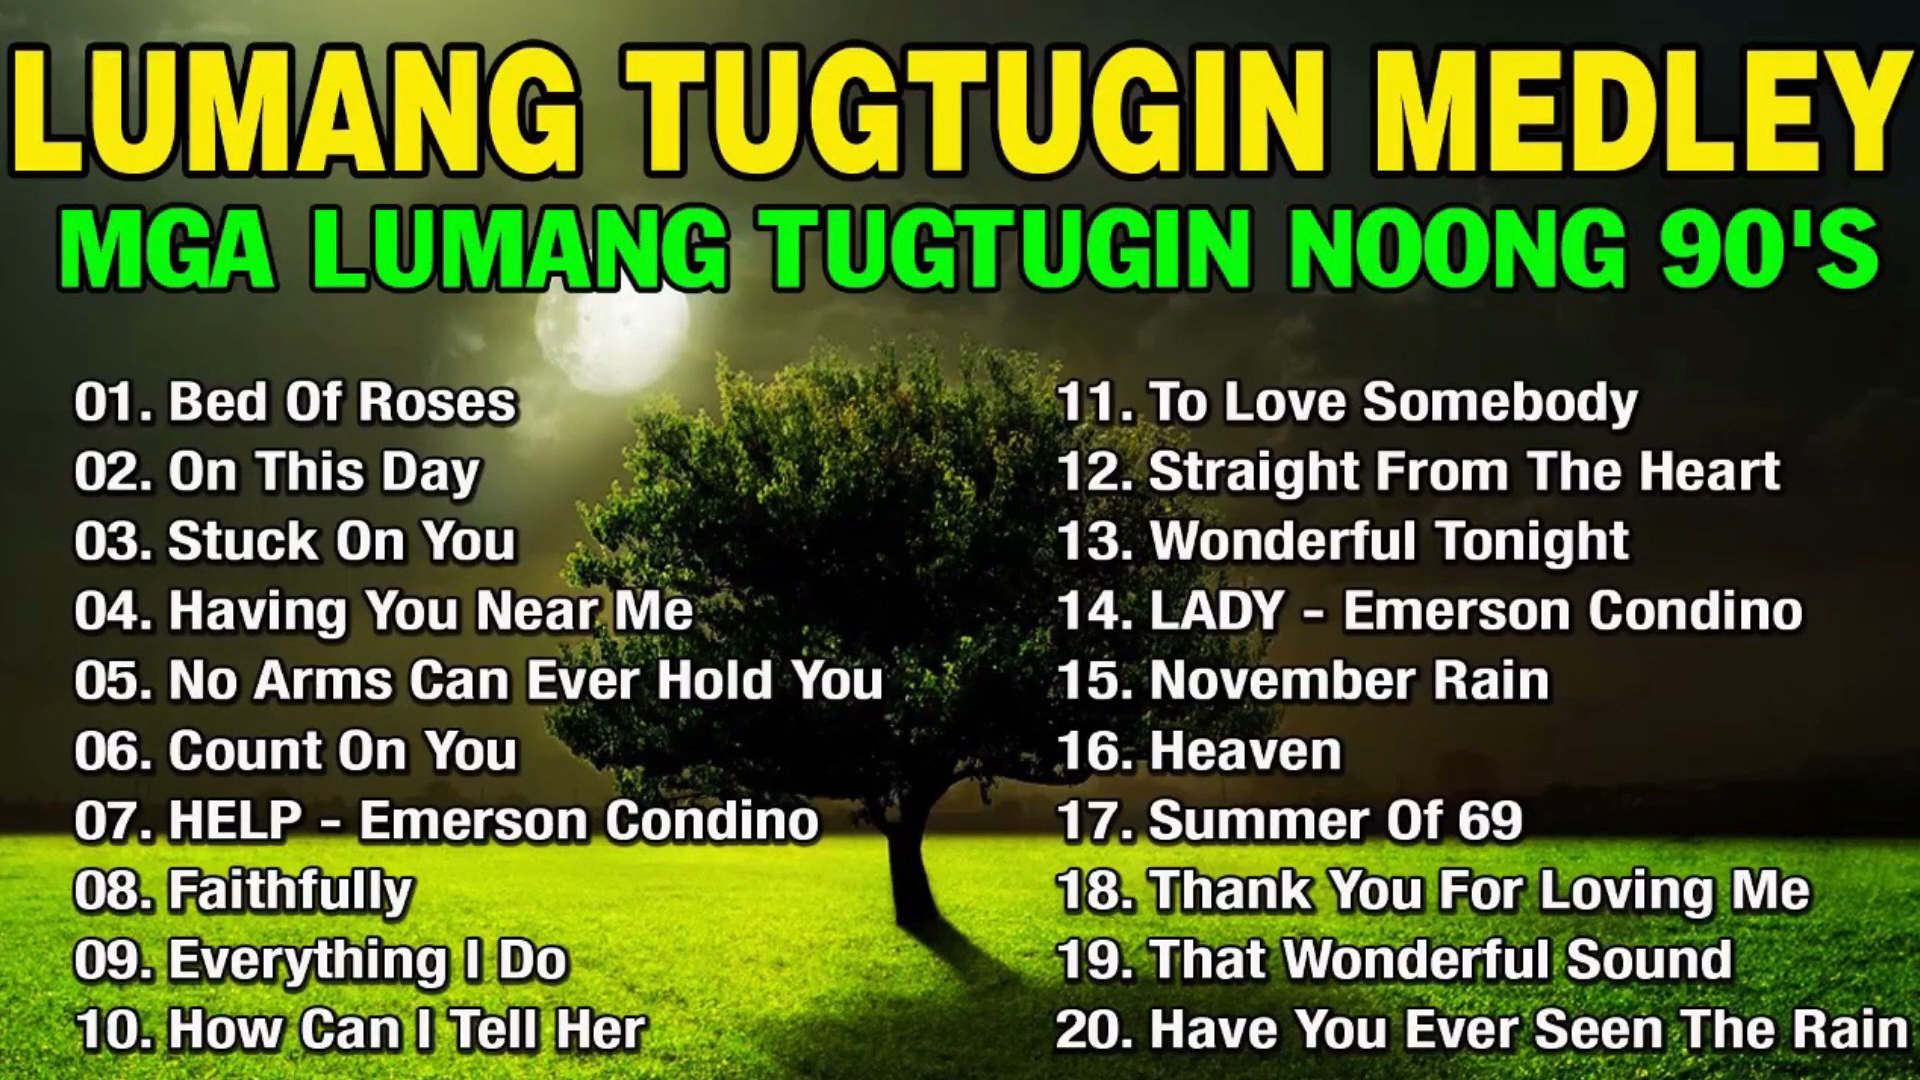 LUMANG TUGTUGIN MEDLEY
MGA LUMANG TUGTUGIN NOONG 90'S
01. Bed Of Roses
02. On This Day
03. Stuck On You
04. Having You Near Me
05. No Arms Can Ever Hold You
06. Count On You
07. HELP - Emerson Condino
08. Faithfully
09. Everything I Do
10. How Can I Tell Her
11. To Love Somebody
12. Straight From The Heart
13. Wonderful Tonight
14. LADY - Emerson Condino
15. November Rain
16. Heaven
17. Summer Of 69
18. Thank You For Loving Me
19. That Wonderful Sound
20. Have You Ever Seen The Rain